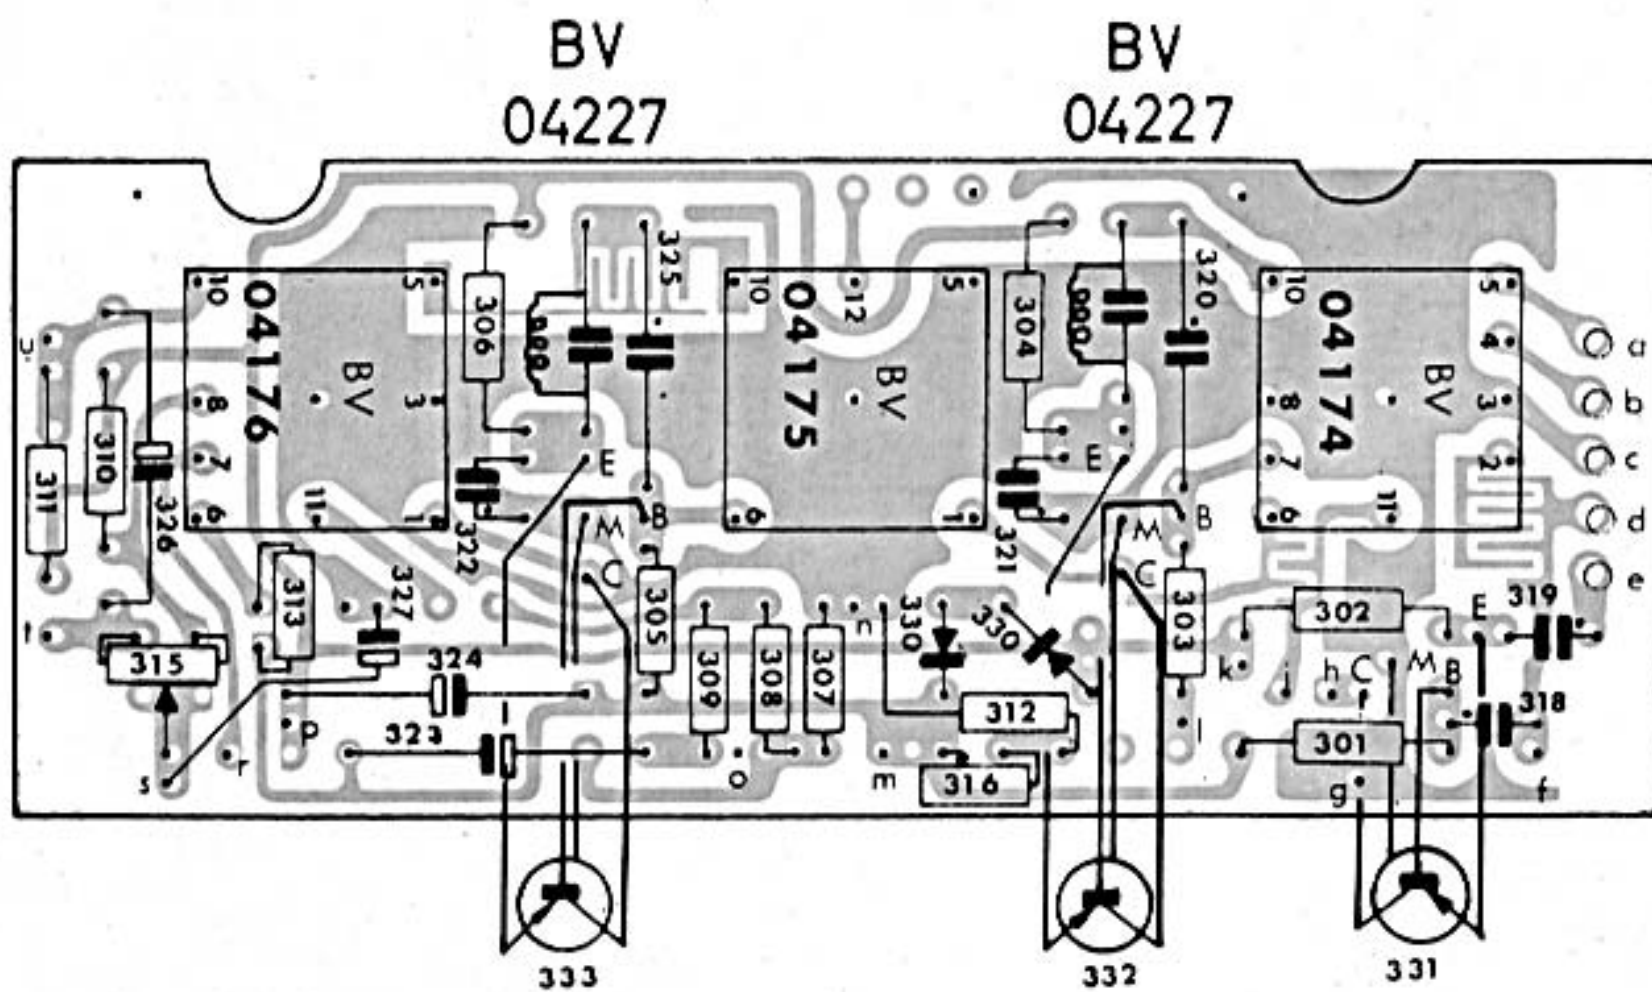 BV
04227
BV
04227
10
5
04176
BV
8
3
7
6
11
1
306
325
10
12
5
04175
BV
6
1
304
320
10
5
4
04174
BV
8
3
7
2
6
11
a
b
c
d
e
311
310
326
322
E
M
B
C
321
E
M
B
C
313
327
305
n
330
330
303
302
E
319
315
324
309
308
307
312
k
j
h
C
M
B
r
318
p
323
l
301
s
r
o
m
316
g
f
333
332
331